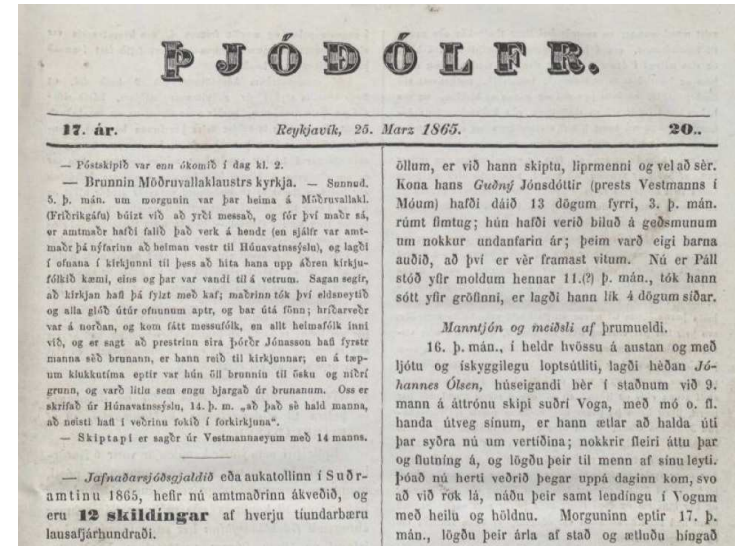 ÞJÓÐÓLFR.
17. ár.
Reykjavík, 25. Marz 1865.
20..
— Póstskipið var enn ókomið í dag kl. 2.
— Brunnin Möðruvallaklaustrs kyrkja. — Sunnud.
5. þ. mán. um morgunin var þar heima á Möðruvallr.
(Friðrikgáfu) búizt við að yrði messað, og fór því maðr sá,
er amtmaðr hafði falið það verk á hendr (en sjálfr var amt-
maðr þá nýfarinn að heiman vestr til Húnavatnssýslu), og lagði
í ofnana í kirkjunni til þess að hita hana upp áðren kirkju-
fólkið kæmi, eins og þar var vandi til á vetrum. Sagan segir,
að kirkjan hafi þá fyizt með kaf; maðrinn tók því eldsneytið
og alla glóð útúr ofnunum aptr, og bar útá fönn; hríðarveðr
var á norðan, og kom fátt messufólk, en allt heimafólk inni
við, og er sagt að prestrinn síra Þórðr Jónasson hafi fyrstr
manna séð brunann, er hann reið til kirkjunnar; en á tæp-
um klukkutíma eptir var hún öll brunnin til ösku og niðrí
grunn, og varð litlu sem engu bjargað úr brunanum. Oss er
skrifað úr Húnavatnssýslu, 14. þ. m. „að það sè hald manna,
að neisti hafi í veðrinu fokið í forkirkjuna“.
— Skiptapi er sagðr úr Vestmannaeyum með 14 manns.
— Jafnaðarsjóðsgjaldið eða aukatollinn í Suðr-
amtinu 1865, hefir nú amtmaðrinn ákveðið, og
eru 12 skildíngar af hverju tíundarbæru
lausafjárhundraði.
öllum, er við hann skiptu, liprmenni og vel að sèr.
Kona hans Guðný Jónsdóttir (prests Vestmanns í
Móum) hafði dáið 13 dögum fyrri, 3. þ. mán.
rúmt fimtug; hún hafði verið biluð á geðsmunum
um nokkur undanfarin ár; þeim varð eigi barna
auðið, að því er vèr framast vitum. Nú er Páll
stóð yfir moldum hennar 11.(?) þ. mán., tók hann
sótt yfir gröfinni, er lagði hann lík 4 dögum síðar.
Manntjón og meiðsli af þrumueldi.
16. þ. mán., í heldr hvössu á austan og með
ljótu og ískyggilegu loptsútliti, lagði hèðan Jó-
hannes Ólsen, húseigandi hèr í staðnum við 9.
mann á áttrónu skipi suðrí Voga, með mó o. fl.
handa útveg sínum, er hann ætlar að halda úti
þar syðra nú um vertíðina; nokkrir fleiri áttu þar
og flutning á, og lögðu þeir til menn af sínu leyti.
Þóað nú herti veðrið þegar uppá daginn kom, svo
að við rok lá, náðu þeir samt lendíngu í Vogum
með heilu og höldnu. Morguninn eptir 17. þ.
mán., lögðu þeir árla af stað og ætluðu híngað